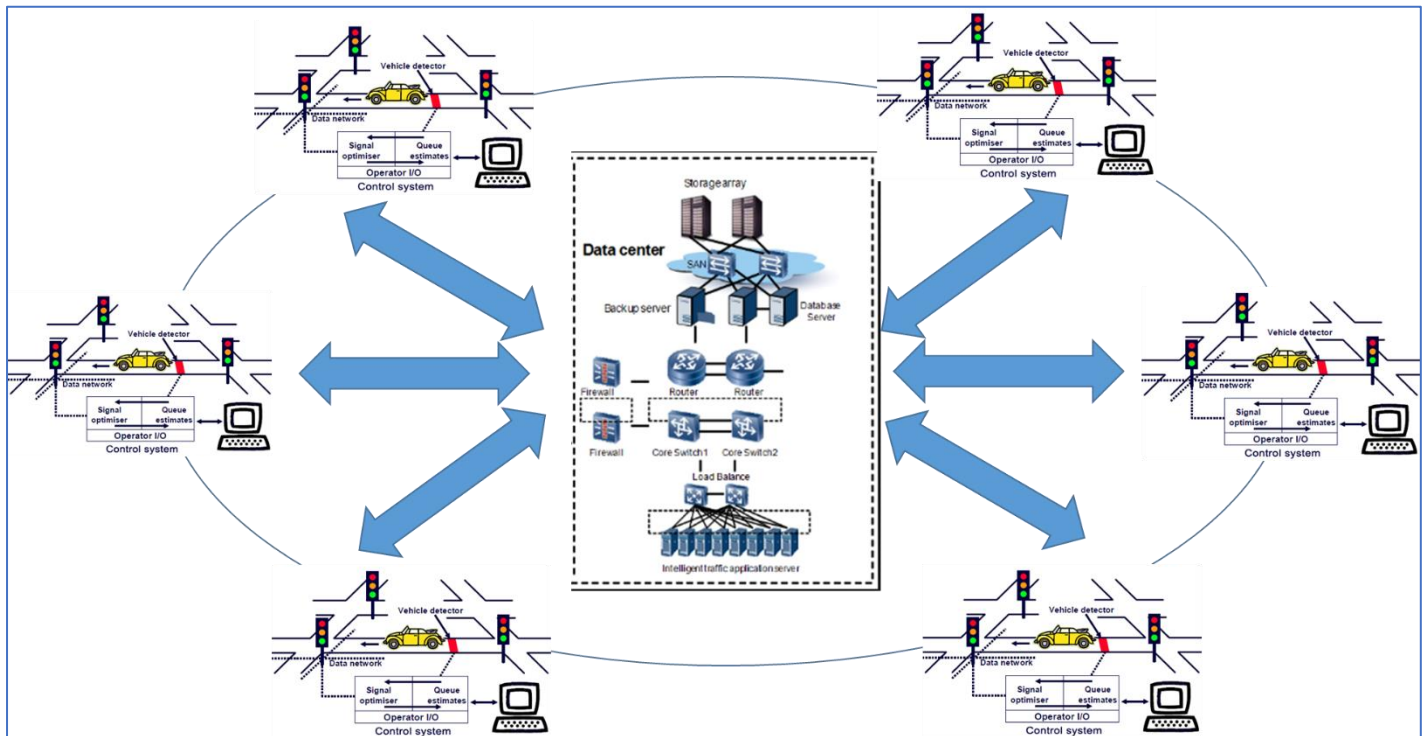 Vehicle detector
Data network
Signal optimiser
Queue estimates
Operator I/O
Control system
Vehicle detector
Data network
Signal optimiser
Queue estimates
Operator I/O
Control system
Storage array
Data center
SAN
Backup server
Database
Server
Firewall
Router
Router
Firewall
Core Switch1
Core Switch2
Load Balance
Intelligent traffic application server
Vehicle detector
Data network
Signal optimiser
Queue estimates
Operator I/O
Control system
Vehicle detector
Data network
Signal optimiser
Queue estimates
Operator I/O
Control system
Vehicle detector
Data network
Signal optimiser
Queue estimates
Operator I/O
Control system
Vehicle detector
Data network
Signal optimiser
Queue estimates
Operator I/O
Control system